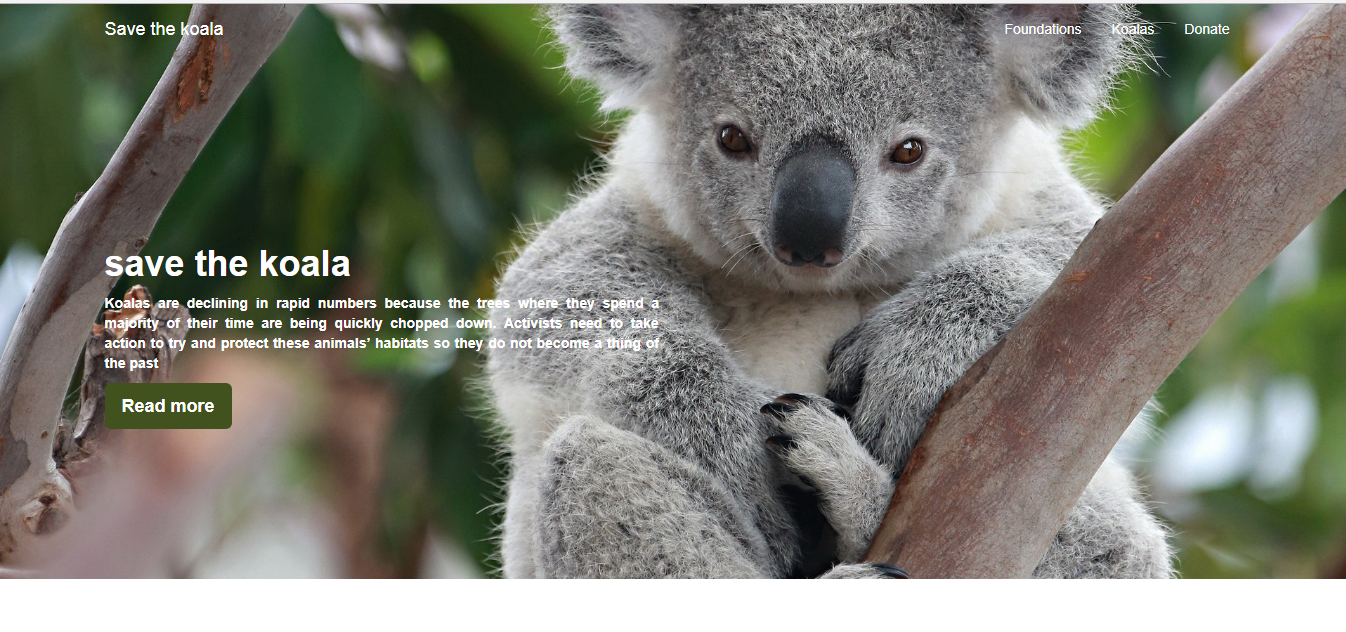 Save the koala
Foundations Koalas Donate
save the koala
Koalas are declining in rapid numbers because the trees where they spend a
majority of their time are being quickly chopped down. Activists need to take
action to try and protect these animals’ habitats so they do not become a thing of
the past
Read more